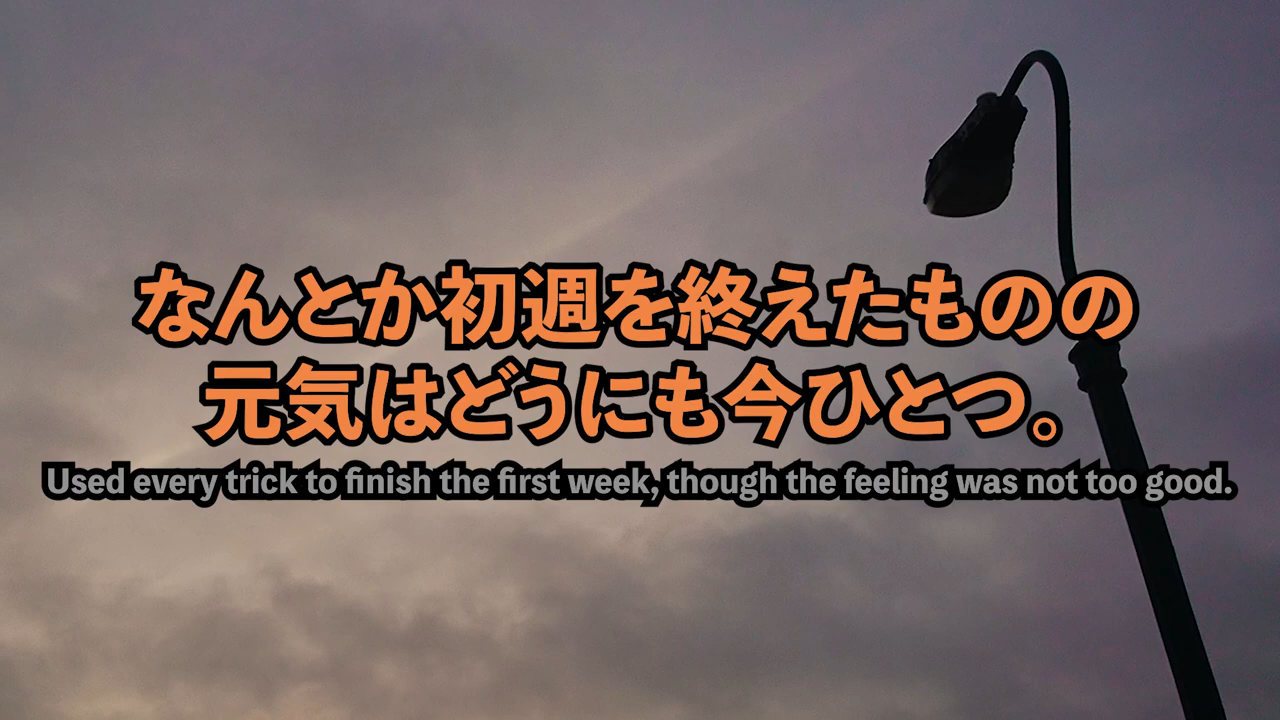 なんとか初週を終えたものの
元気はどうにも今ひとつ。
Used every trick to finish the first week, though the feeling was not too good.